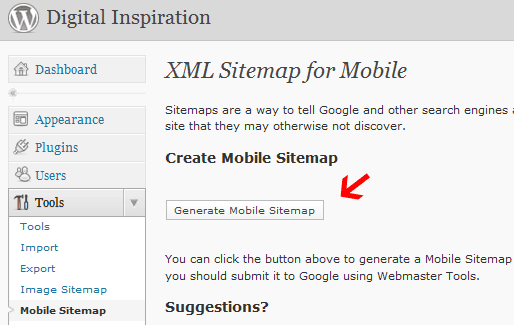 Digital Inspiration
Dashboard
Appearance
Plugins
Users
Tools
Tools
Import
Export
Image Sitemap
Mobile Sitemap
XML Sitemap for Mobile
Sitemaps are a way to tell Google and other search engines
site that they may otherwise not discover.
Create Mobile Sitemap
Generate Mobile Sitemap
You can click the button above to generate a Mobile Sitemap
you should submit it to Google using Webmaster Tools.
Suggestions?